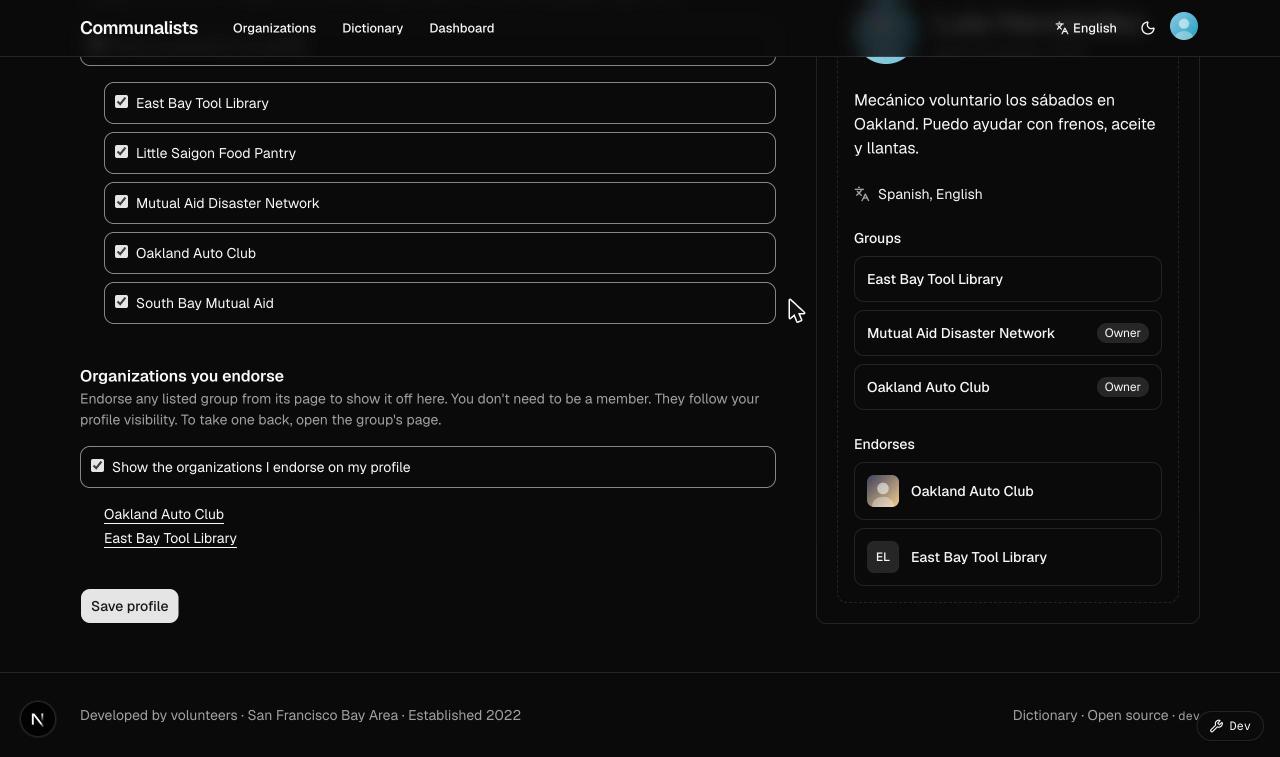 Communalists
Organizations
Dictionary
Dashboard
English
East Bay Tool Library
Little Saigon Food Pantry
Mutual Aid Disaster Network
Oakland Auto Club
South Bay Mutual Aid
Organizations you endorse
Endorse any listed group from its page to show it off here. You don't need to be a member. They follow your
profile visibility. To take one back, open the group's page.
Show the organizations I endorse on my profile
Oakland Auto Club
East Bay Tool Library
Save profile
Mecánico voluntario los sábados en
Oakland. Puedo ayudar con frenos, aceite
y llantas.
Spanish, English
Groups
East Bay Tool Library
Mutual Aid Disaster Network
Owner
Oakland Auto Club
Owner
Endorses
Oakland Auto Club
EL
East Bay Tool Library
N
Developed by volunteers · San Francisco Bay Area · Established 2022
Dictionary · Open source · dev
Dev